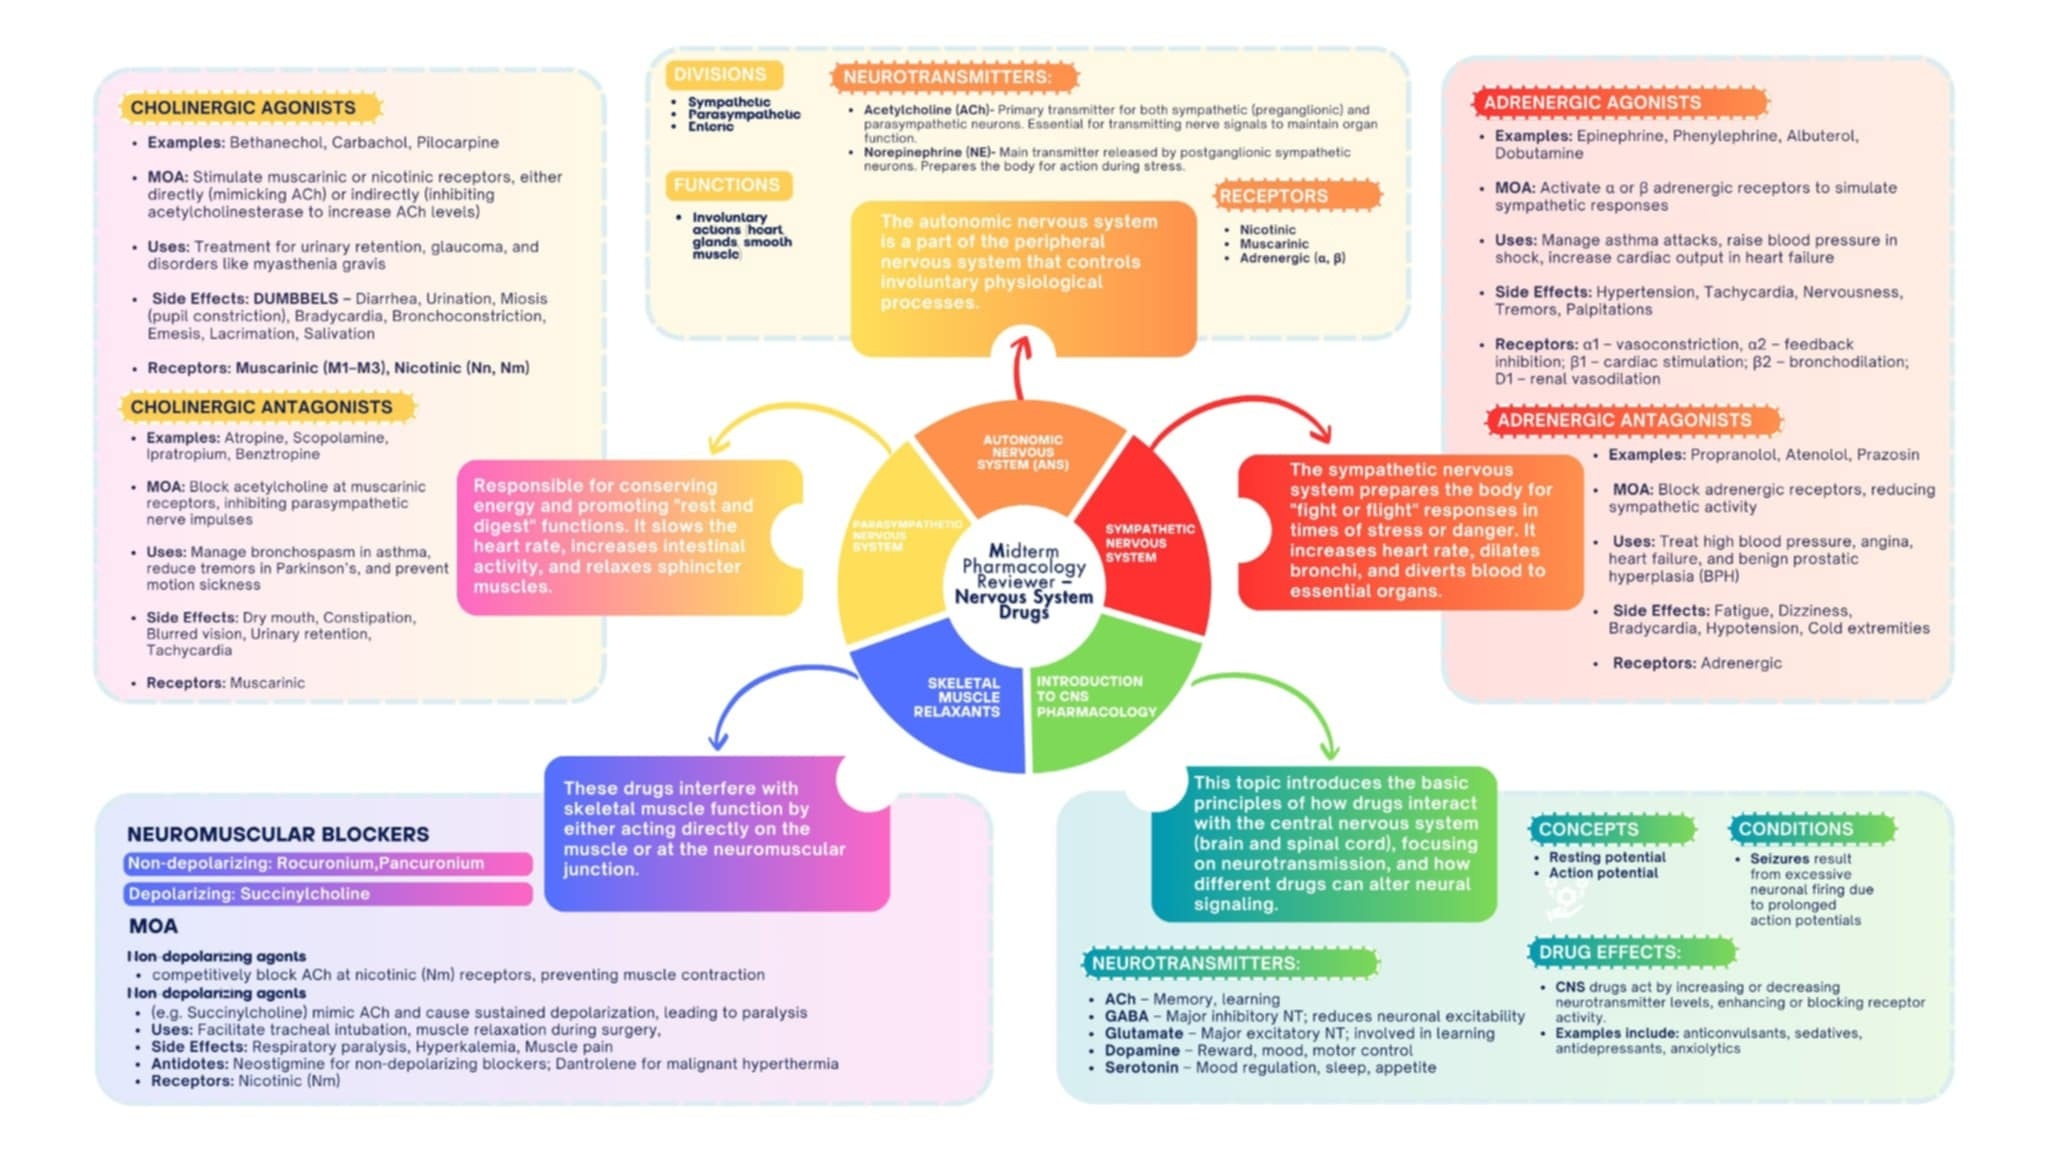 CHOLINERGIC AGONISTS
• Examples: Bethanechol, Carbachol, Pilocarpine
• MOA: Stimulate muscarinic or nicotinic receptors, either
directly (mimicking ACh) or indirectly (inhibiting
acetylcholinesterase to increase ACh levels)
• Uses: Treatment for urinary retention, glaucoma, and
disorders like myasthenia gravis
• Side Effects: DUMBBELS – Diarrhea, Urination, Miosis
(pupil constriction), Bradycardia, Bronchoconstriction,
Emesis, Lacrimation, Salivation
• Receptors: Muscarinic (M1–M3), Nicotinic (Nn, Nm)
CHOLINERGIC ANTAGONISTS
• Examples: Atropine, Scopolamine,
Ipratropium, Benztropine
• MOA: Block acetylcholine at muscarinic
receptors, inhibiting parasympathetic
nerve impulses
• Uses: Manage bronchospasm in asthma,
reduce tremors in Parkinson's, and prevent
motion sickness
• Side Effects: Dry mouth, Constipation,
Blurred vision, Urinary retention,
Tachycardia
• Receptors: Muscarinic
Responsible for conserving
energy and promoting "rest and
digest" functions. It slows the
heart rate, increases intestinal
activity, and relaxes sphincter
muscles.
DIVISIONS
• Sympathetic
• Parasympathetic
• Enteric
FUNCTIONS
• Involuntary
actions (heart,
glands, smooth
muscle)
NEUROTRANSMITTERS:
• Acetylcholine (ACh)- Primary transmitter for both sympathetic (preganglionic) and
parasympathetic neurons. Essential for transmitting nerve signals to maintain organ
function.
• Norepinephrine (NE)- Main transmitter released by postganglionic sympathetic
neurons. Prepares the body for action during stress.
RECEPTORS
• Nicotinic
• Muscarinic
• Adrenergic (α, β)
The autonomic nervous system
is a part of the peripheral
nervous system that controls
involuntary physiological
processes.
AUTONOMIC
NERVOUS
SYSTEM (ANS)
PARASYMPATHETIC
NERVOUS
SYSTEM
SYMPATHETIC
NERVOUS
SYSTEM
Midterm
Pharmacology
Reviewer –
Nervous System
Drugs
SKELETAL
MUSCLE
RELAXANTS
INTRODUCTION
TO CNS
PHARMACOLOGY
ADRENERGIC AGONISTS
• Examples: Epinephrine, Phenylephrine, Albuterol,
Dobutamine
• MOA: Activate α or β adrenergic receptors to simulate
sympathetic responses
• Uses: Manage asthma attacks, raise blood pressure in
shock, increase cardiac output in heart failure
• Side Effects: Hypertension, Tachycardia, Nervousness,
Tremors, Palpitations
• Receptors: α1 – vasoconstriction, α2 – feedback
inhibition; β1 – cardiac stimulation; β2 – bronchodilation;
D1 – renal vasodilation
ADRENERGIC ANTAGONISTS
• Examples: Propranolol, Atenolol, Prazosin
• MOA: Block adrenergic receptors, reducing
sympathetic activity
• Uses: Treat high blood pressure, angina,
heart failure, and benign prostatic
hyperplasia (BPH)
• Side Effects: Fatigue, Dizziness,
Bradycardia, Hypotension, Cold extremities
• Receptors: Adrenergic
The sympathetic nervous
system prepares the body for
"fight or flight" responses in
times of stress or danger. It
increases heart rate, dilates
bronchi, and diverts blood to
essential organs.
NEUROMUSCULAR BLOCKERS
Non-depolarizing: Rocuronium,Pancuronium
Depolarizing: Succinylcholine
MOA
Non-depolarizing agents
• competitively block ACh at nicotinic (Nm) receptors, preventing muscle contraction
Non-depolarizing agents
• (e.g. Succinylcholine) mimic ACh and cause sustained depolarization, leading to paralysis
• Uses: Facilitate tracheal intubation, muscle relaxation during surgery,
• Side Effects: Respiratory paralysis, Hyperkalemia, Muscle pain
• Antidotes: Neostigmine for non-depolarizing blockers; Dantrolene for malignant hyperthermia
• Receptors: Nicotinic (Nm)
These drugs interfere with
skeletal muscle function by
either acting directly on the
muscle or at the neuromuscular
junction.
This topic introduces the basic
principles of how drugs interact
with the central nervous system
(brain and spinal cord), focusing
on neurotransmission, and how
different drugs can alter neural
signaling.
CONCEPTS
• Resting potential
• Action potential
CONDITIONS
• Seizures result
from excessive
neuronal firing due
to prolonged
action potentials
NEUROTRANSMITTERS:
• ACh – Memory, learning
• GABA – Major inhibitory NT; reduces neuronal excitability
• Glutamate – Major excitatory NT; involved in learning
• Dopamine – Reward, mood, motor control
• Serotonin – Mood regulation, sleep, appetite
DRUG EFFECTS:
• CNS drugs act by increasing or decreasing
neurotransmitter levels, enhancing or blocking receptor
activity.
• Examples include: anticonvulsants, sedatives,
antidepressants, anxiolytics